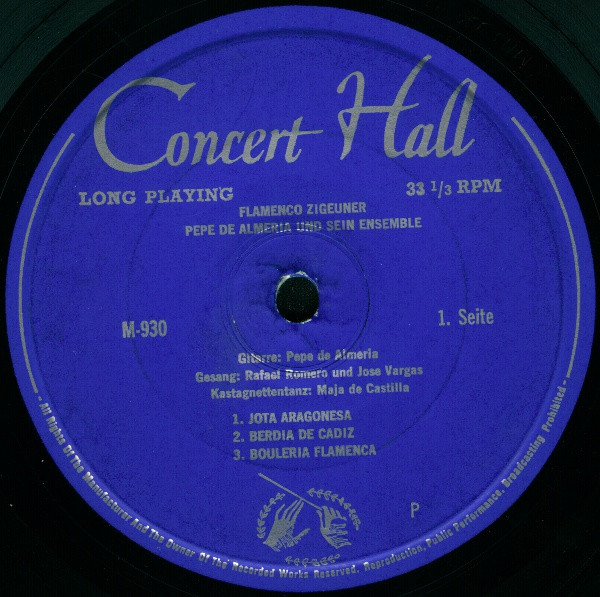 Concert Hall
LONG PLAYING 33 1/3 RPM
FLAMENCO ZIGEUNER
PEPE DE ALMERIA UND SEIN ENSEMBLE
M-930 1. Seite
Gitarre: Pepe de Almeria
Gesang: Rafael Romero und Jose Vargas
Kastagnettentanz: Maja de Castilla
1. JOTA ARAGONESA
2. BERDIA DE CADIZ
3. BOULERIA FLAMENCA
P
- All Rights Of The Manufacturer And The Owner Of The Recorded Works Reserved. Reproduction, Public Performance, Broadcasting Prohibited -